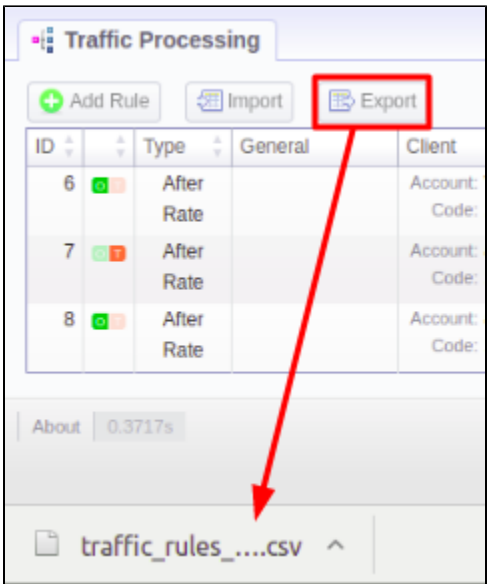 Traffic Processing
Add Rule Import Export
ID Type General Client
6 O T After Rate Account: Code:
7 O T After Rate Account: Code:
8 O T After Rate Account: Code:
About 0.3717s
traffic_rules_....csv